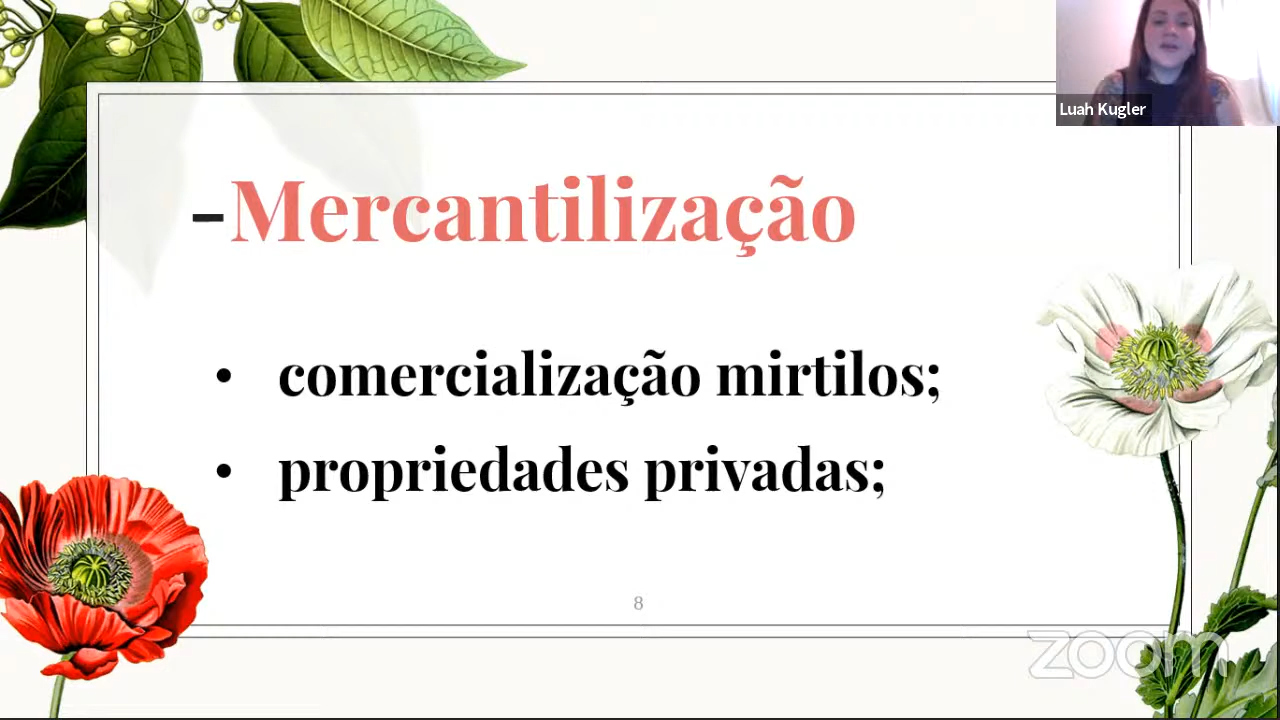 Luah Kugler
-Mercantilização
• comercialização mirtilos;
• propriedades privadas;
8
zoom